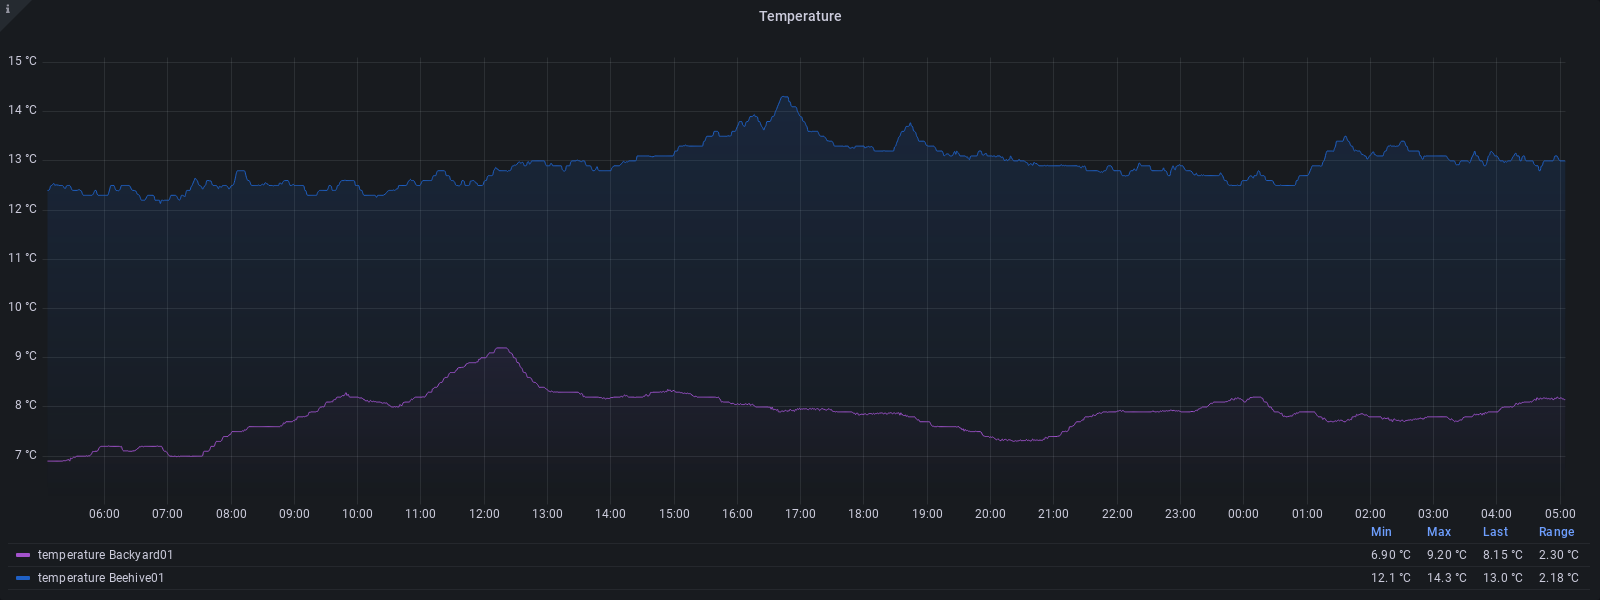 i
Temperature
15 °C
14 °C
13 °C
12 °C
11 °C
10 °C
9 °C
8 °C
7 °C
06:00 07:00 08:00 09:00 10:00 11:00 12:00 13:00 14:00 15:00 16:00 17:00 18:00 19:00 20:00 21:00 22:00 23:00 00:00 01:00 02:00 03:00 04:00 05:00
Min Max Last Range
temperature Backyard01 6.90 °C 9.20 °C 8.15 °C 2.30 °C
temperature Beehive01 12.1 °C 14.3 °C 13.0 °C 2.18 °C